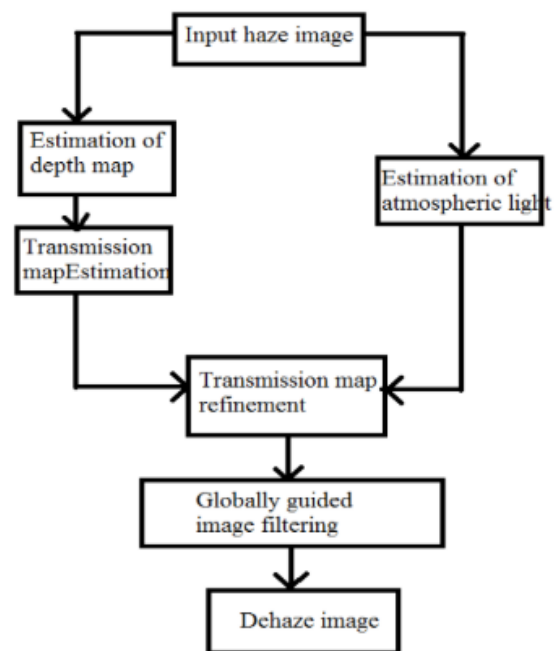 Input haze image
Estimation of
depth map
Estimation of
atmospheric light
Transmission
mapEstimation
Transmission map
refinement
Globally guided
image filtering
Dehaze image